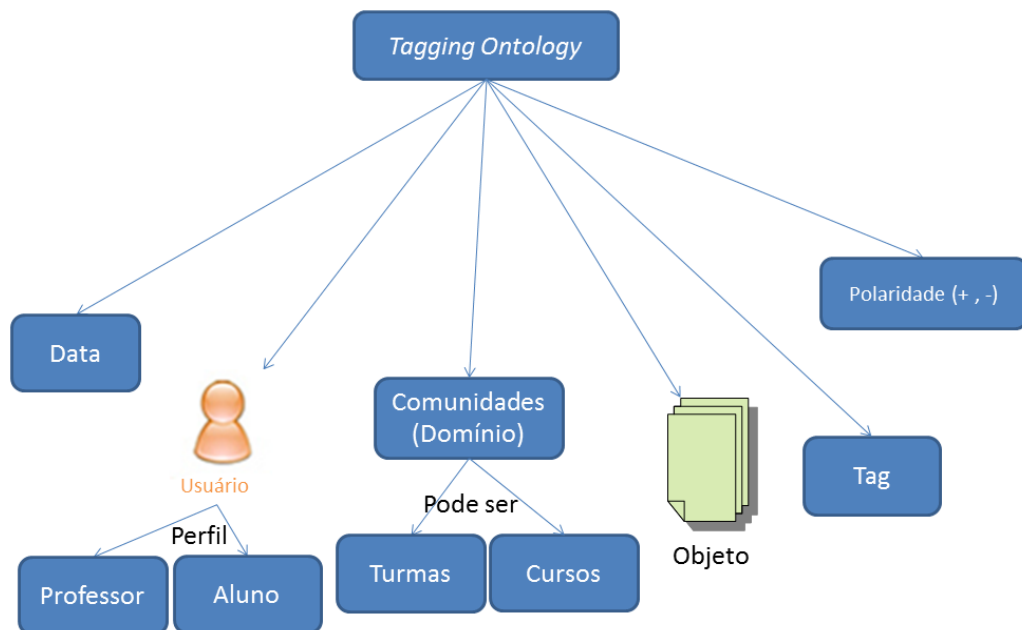 Tagging Ontology
Polaridade (+ , -)
Data
Comunidades
(Domínio)
Tag
Usuário
Pode ser
Perfil
Objeto
Professor
Aluno
Turmas
Cursos